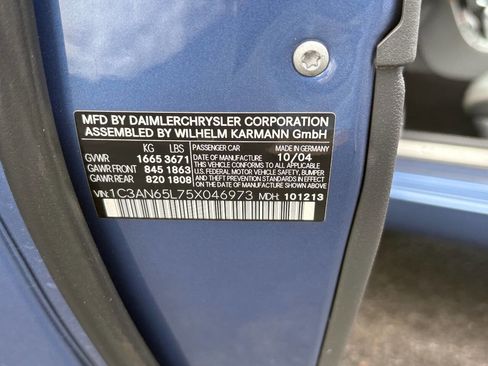 MFD BY DAIMLERCHRYSLER CORPORATION
ASSEMBLED BY WILHELM KARMANN GmbH
KG LBS PASSENGER CAR MADE IN GERMANY
GVWR 1665 3671 DATE OF MANUFACTURE 10/04
GAWR FRONT 845 1863 THIS VEHICLE CONFORMS TO ALL APPLICABLE
U.S. FEDERAL MOTOR VEHICLE SAFETY, BUMPER,
GAWR REAR 820 1808 AND THEFT PREVENTION STANDARDS IN
EFFECT ON THE DATE OF MANUFACTURE
VIN: 1C3AN65L75X046973 MDH: 101213